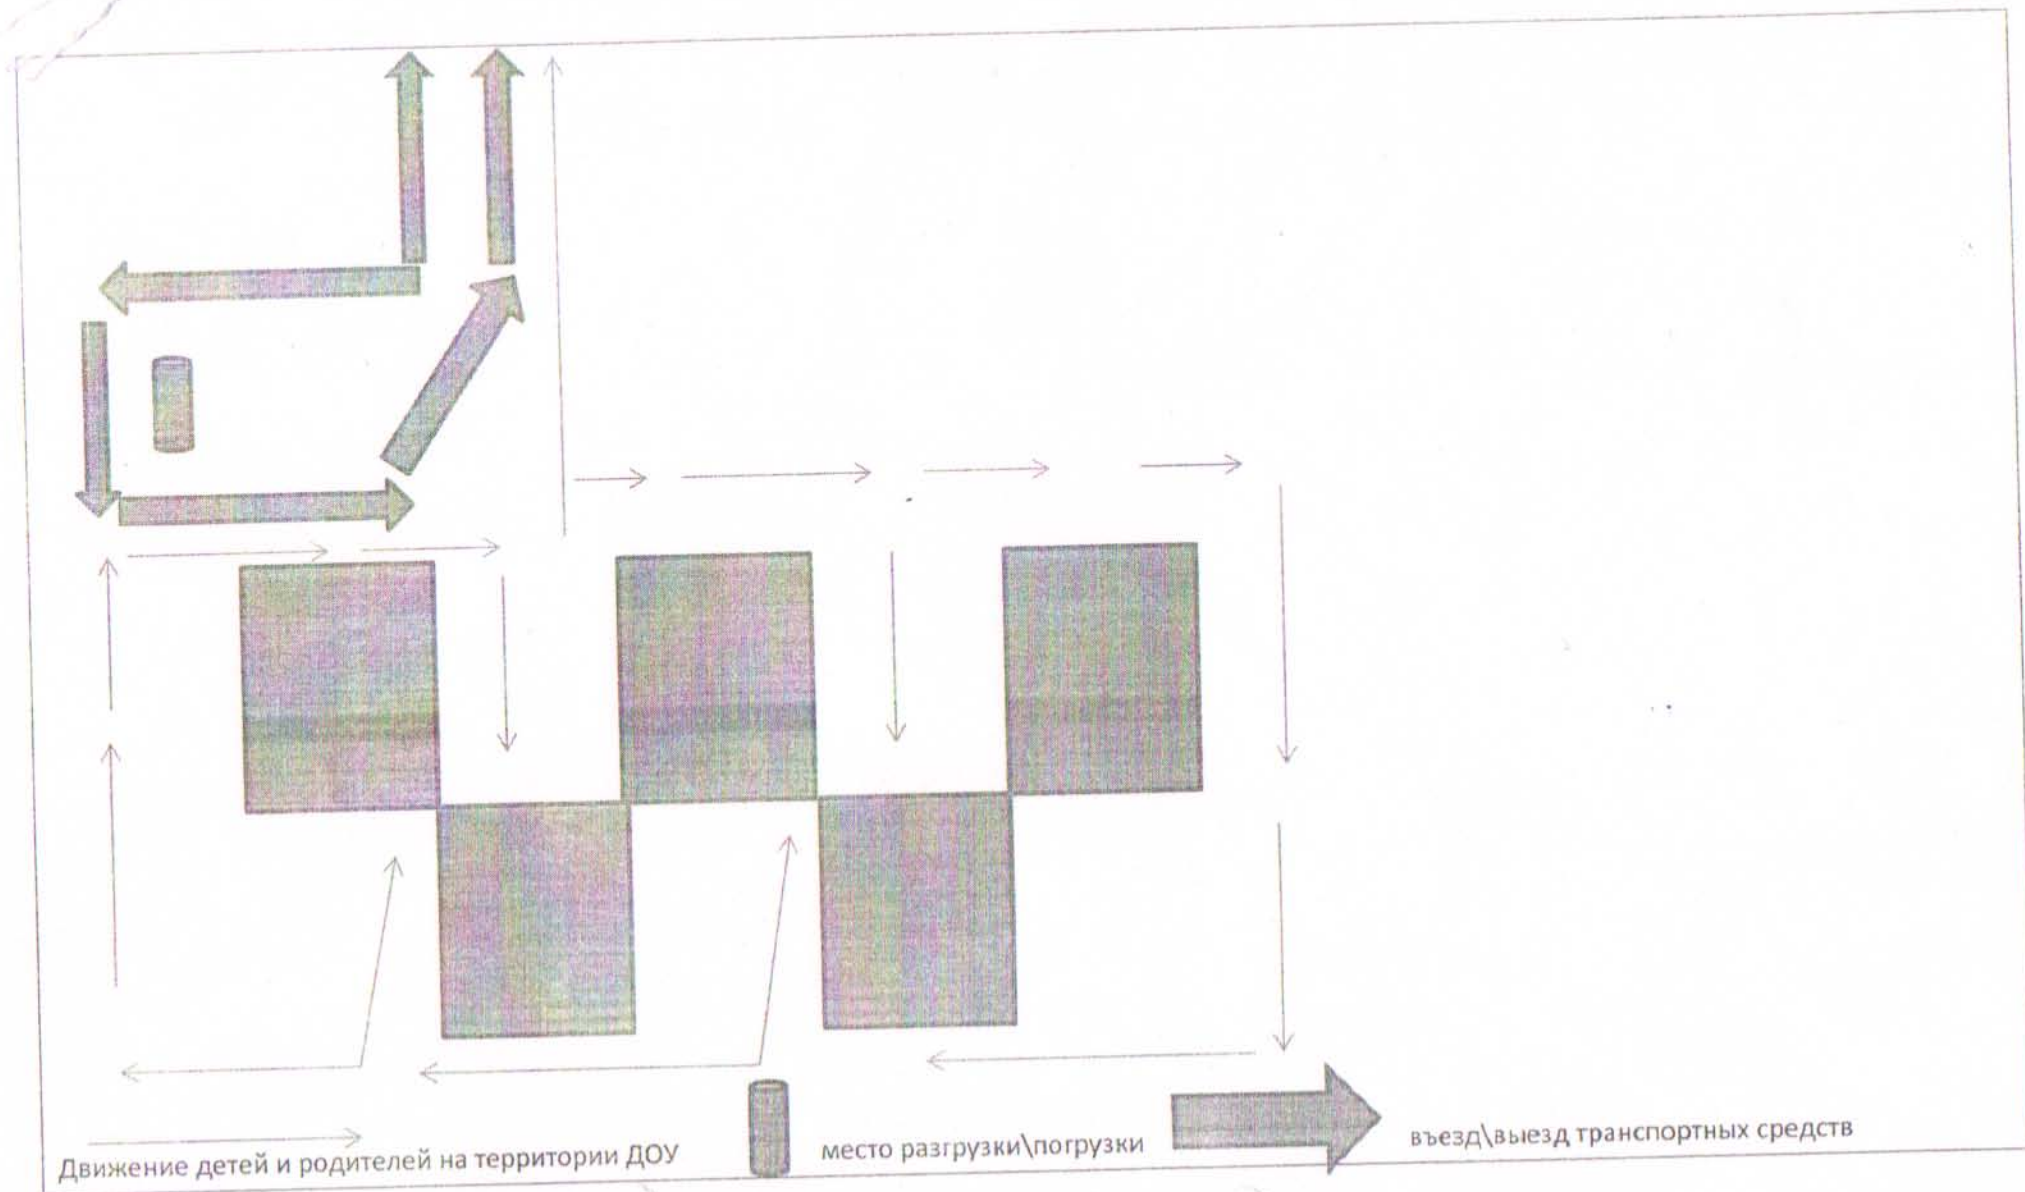 Движение детей и родителей на территории ДОУ
место разгрузки\погрузки
въезд\выезд транспортных средств